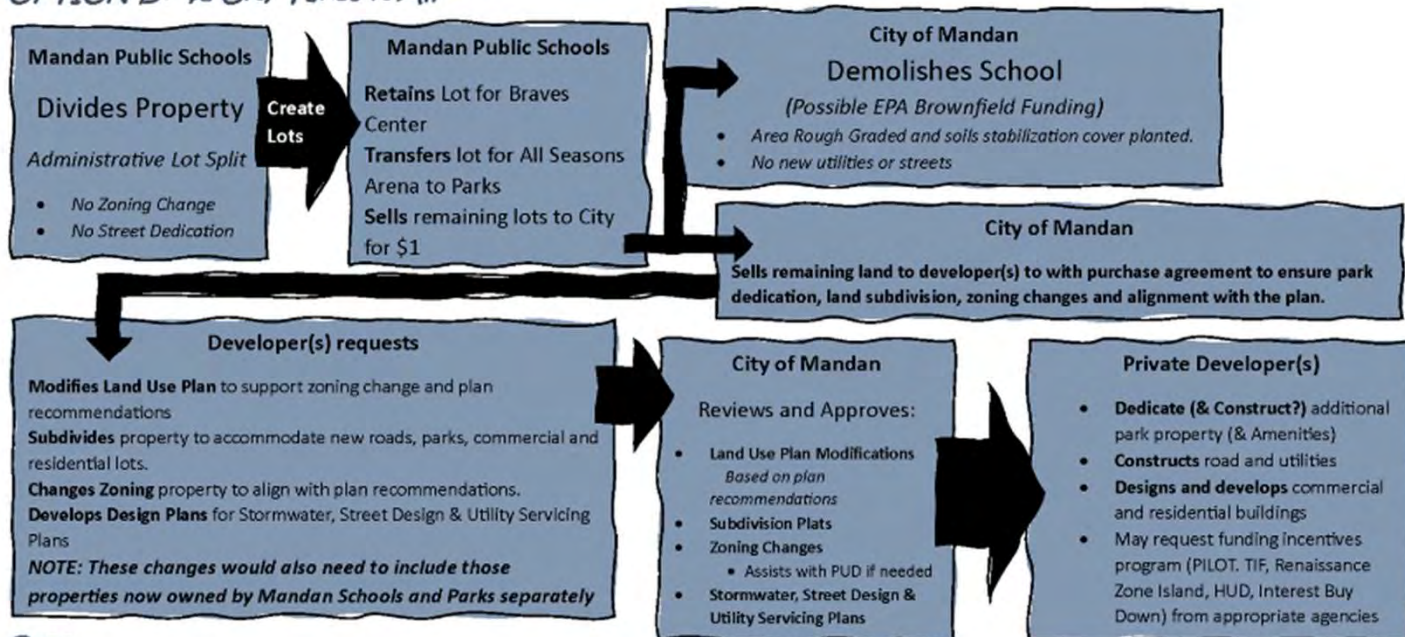 Mandan Public Schools
Divides Property
Administrative Lot Split
• No Zoning Change
• No Street Dedication
Create
Lots
Mandan Public Schools
Retains Lot for Braves
Center
Transfers lot for All Seasons
Arena to Parks
Sells remaining lots to City
for $1
City of Mandan
Demolishes School
(Possible EPA Brownfield Funding)
• Area Rough Graded and soils stabilization cover planted.
• No new utilities or streets
City of Mandan
Sells remaining land to developer(s) to with purchase agreement to ensure park
dedication, land subdivision, zoning changes and alignment with the plan.
Developer(s) requests
Modifies Land Use Plan to support zoning change and plan
recommendations
Subdivides property to accommodate new roads, parks, commercial and
residential lots.
Changes Zoning property to align with plan recommendations.
Develops Design Plans for Stormwater, Street Design & Utility Servicing
Plans
NOTE: These changes would also need to include those
properties now owned by Mandan Schools and Parks separately
City of Mandan
Reviews and Approves:
• Land Use Plan Modifications
Based on plan
recommendations
• Subdivision Plats
• Zoning Changes
• Assists with PUD if needed
• Stormwater, Street Design &
Utility Servicing Plans
Private Developer(s)
• Dedicate (& Construct?) additional
park property (& Amenities)
• Constructs road and utilities
• Designs and develops commercial
and residential buildings
• May request funding incentives
program (PILOT. TIF, Renaissance
Zone Island, HUD, Interest Buy
Down) from appropriate agencies